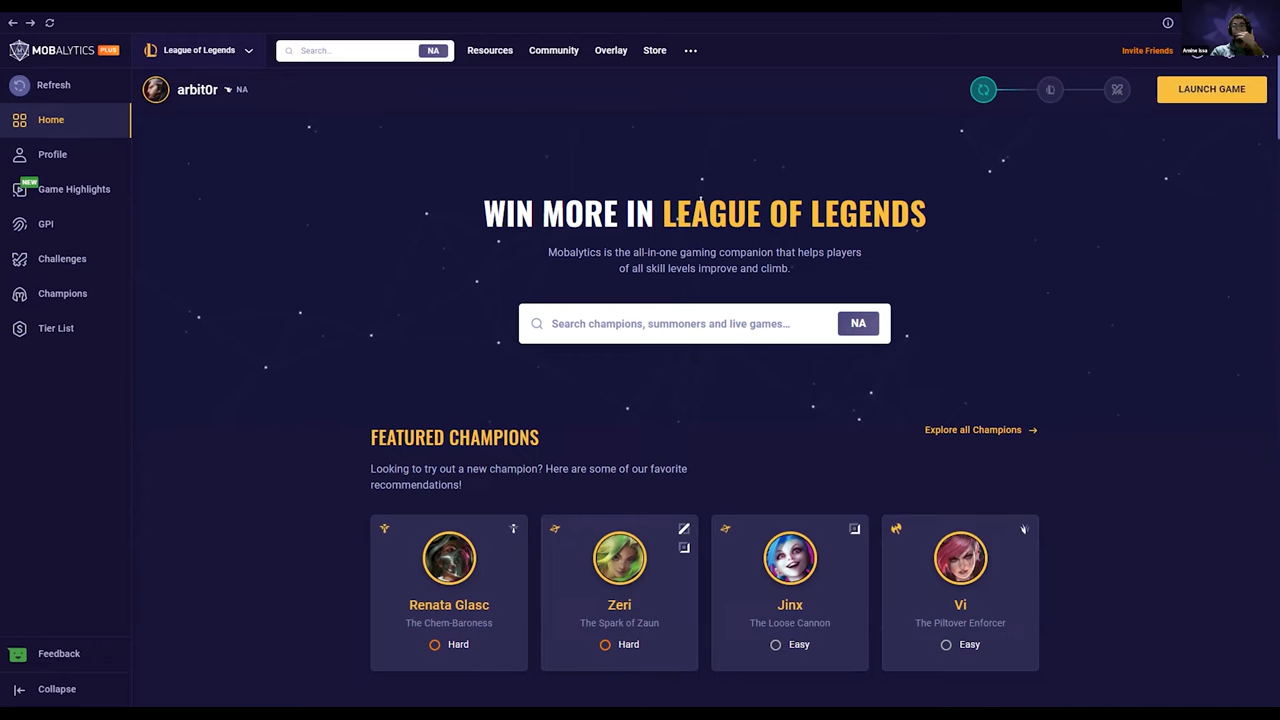 MOBALYTICS PLUS
League of Legends
Search...
NA
Resources
Community
Overlay
Store
Invite Friends
Amine Issa
Refresh
arbit0r NA
LAUNCH GAME
Home
Profile
NEW
Game Highlights
GPI
Challenges
Champions
Tier List
WIN MORE IN LEAGUE OF LEGENDS
Mobalytics is the all-in-one gaming companion that helps players
of all skill levels improve and climb.
Search champions, summoners and live games...
NA
FEATURED CHAMPIONS
Explore all Champions
Looking to try out a new champion? Here are some of our favorite
recommendations!
Renata Glasc
The Chem-Baroness
Hard
Zeri
The Spark of Zaun
Hard
Jinx
The Loose Cannon
Easy
Vi
The Piltover Enforcer
Easy
Feedback
Collapse